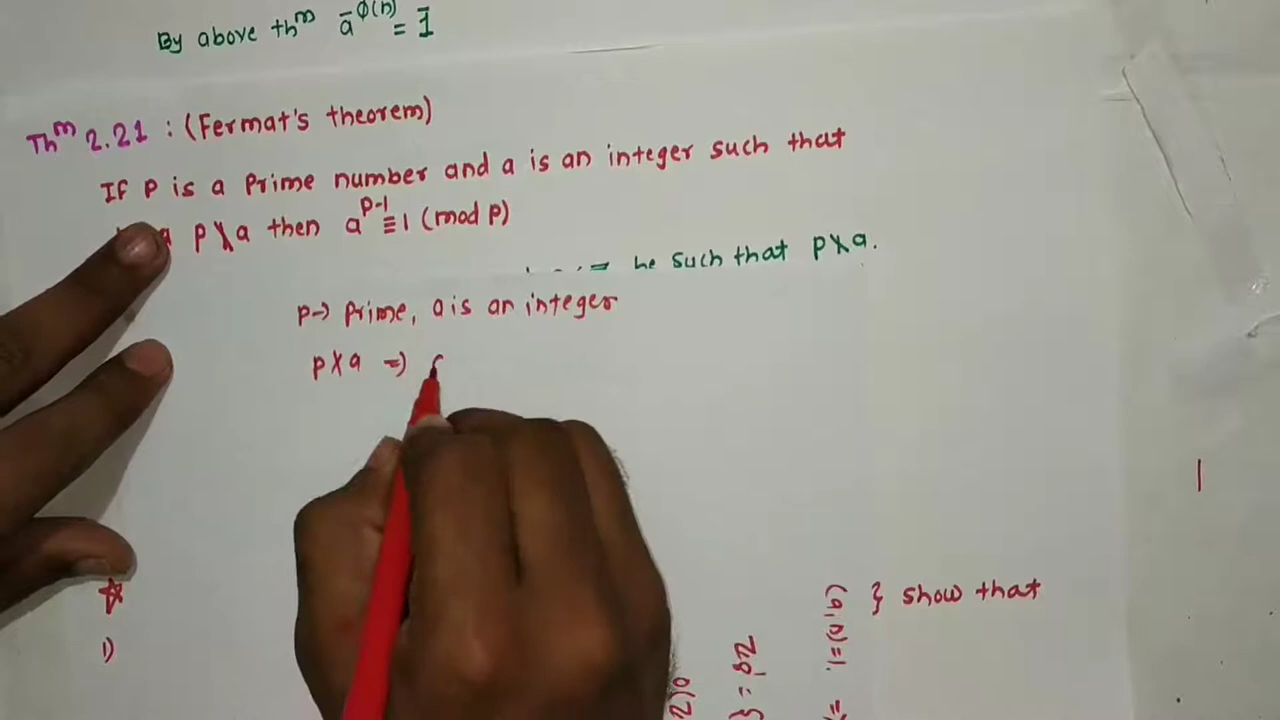 By above thᵐ ā^φ(n) = 1̄
Thᵐ 2.21 : (Fermat's theorem)
If P is a Prime number and a is an integer such that
p∤a then a^p-1 ≡ 1 (mod p)
be such that p∤a.
p→ Prime, a is an integer
p∤a ⇒ (
☆
1)
(a, n)=1. ⇒
} show that